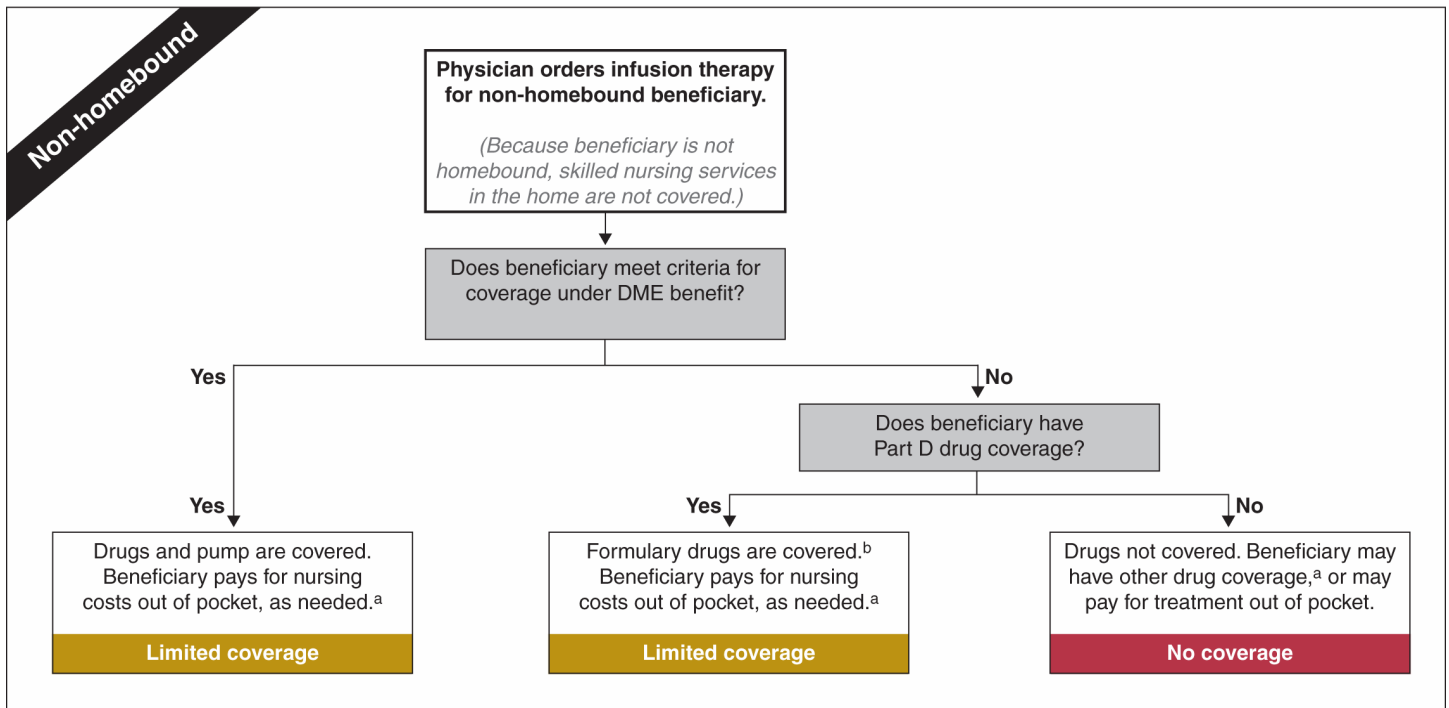 Non-homebound
Physician orders infusion therapy
for non-homebound beneficiary.
(Because beneficiary is not
homebound, skilled nursing services
in the home are not covered.)
Does beneficiary meet criteria for
coverage under DME benefit?
Yes
No
Does beneficiary have
Part D drug coverage?
Yes
Yes
No
Drugs and pump are covered.
Beneficiary pays for nursing
costs out of pocket, as needed.ᵃ
Limited coverage
Formulary drugs are covered.ᵇ
Beneficiary pays for nursing
costs out of pocket, as needed.ᵃ
Limited coverage
Drugs not covered. Beneficiary may
have other drug coverage,ᵃ or may
pay for treatment out of pocket.
No coverage